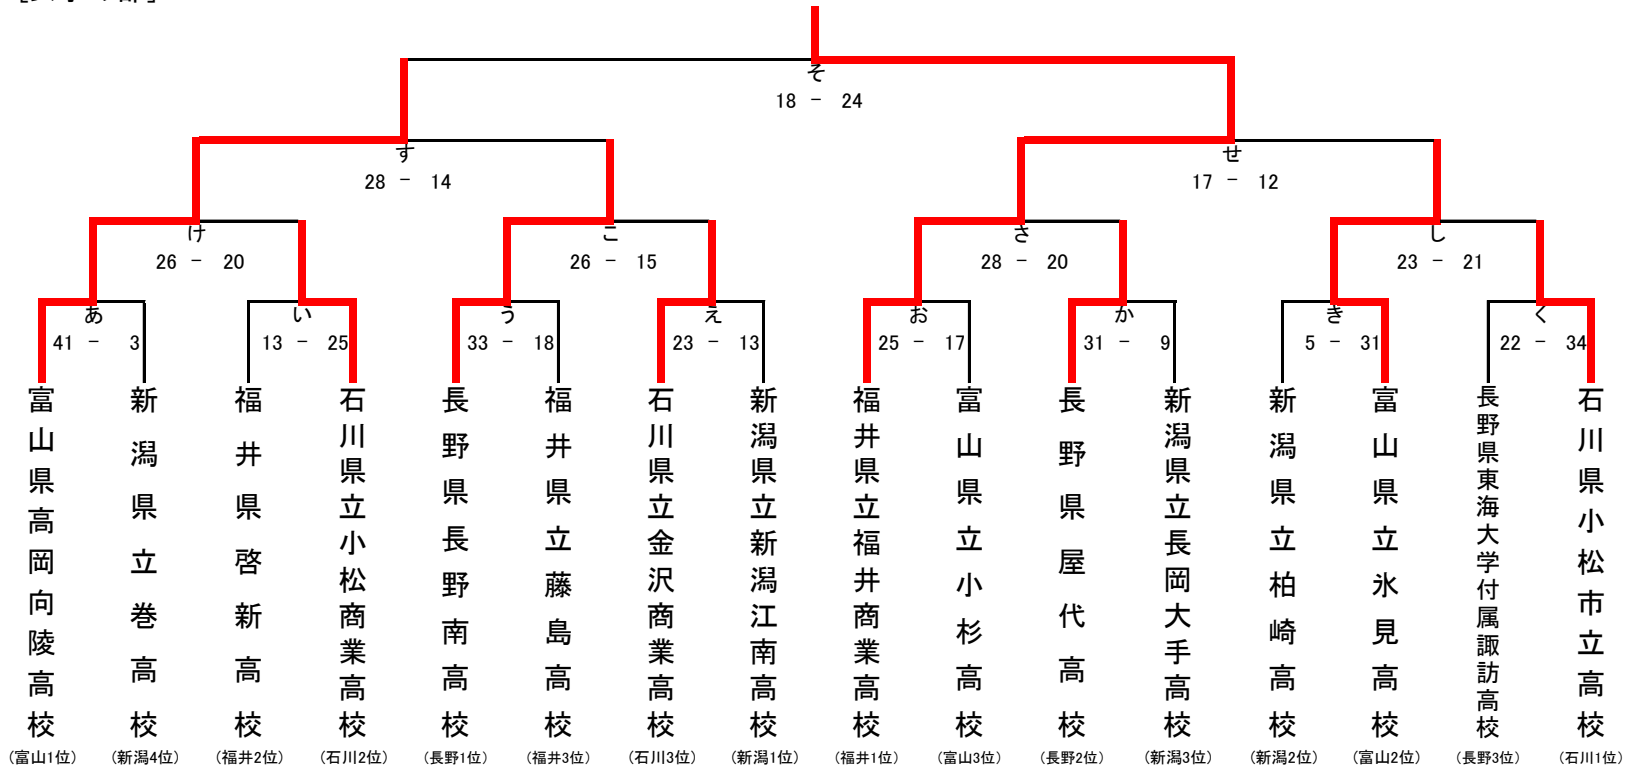 そ
18 － 24
す
28 － 14
せ
17 － 12
け
26 － 20
こ
26 － 15
さ
28 － 20
し
23 － 21
あ
41 － 3
い
13 － 25
う
33 － 18
え
23 － 13
お
25 － 17
か
31 － 9
き
5 － 31
く
22 － 34
富山県高岡向陵高校
(富山1位)
新潟県立巻高校
(新潟4位)
福井県啓新高校
(福井2位)
石川県立小松商業高校
(石川2位)
長野県長野南高校
(長野1位)
福井県立藤島高校
(福井3位)
石川県立金沢商業高校
(石川3位)
新潟県立新潟江南高校
(新潟1位)
福井県立福井商業高校
(福井1位)
富山県立小杉高校
(富山3位)
長野県屋代高校
(長野2位)
新潟県立長岡大手高校
(新潟3位)
新潟県立柏崎高校
(新潟2位)
富山県立氷見高校
(富山2位)
長野県東海大学付属諏訪高校
(長野3位)
石川県小松市立高校
(石川1位)